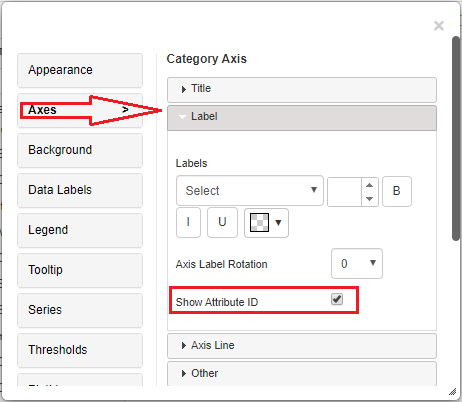 ×
Appearance
Axes >
Background
Data Labels
Legend
Tooltip
Series
Thresholds
Category Axis
Title
Label
Labels
Select
B
I U
Axis Label Rotation 0
Show Attribute ID
Axis Line
Other